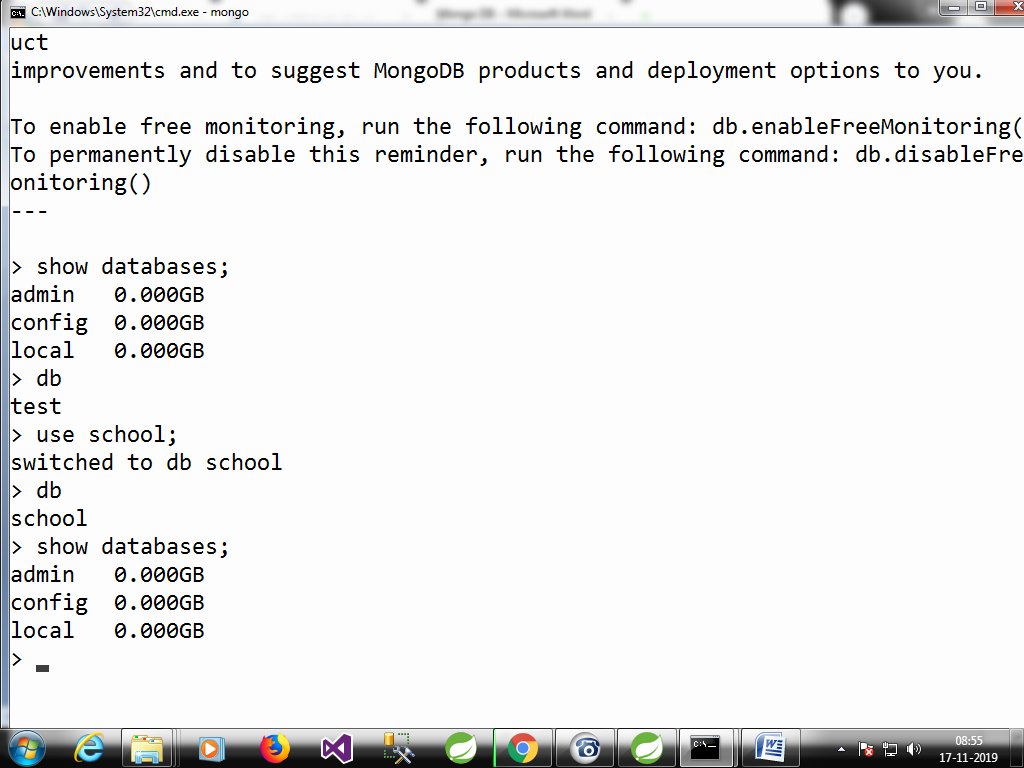 C:\Windows\System32\cmd.exe - mongo
Mongo DB - Microsoft Word
uct
improvements and to suggest MongoDB products and deployment options to you.
To enable free monitoring, run the following command: db.enableFreeMonitoring(
To permanently disable this reminder, run the following command: db.disableFre
onitoring()
---
> show databases;
admin   0.000GB
config  0.000GB
local   0.000GB
> db
test
> use school;
switched to db school
> db
school
> show databases;
admin   0.000GB
config  0.000GB
local   0.000GB
>
08:55
17-11-2019